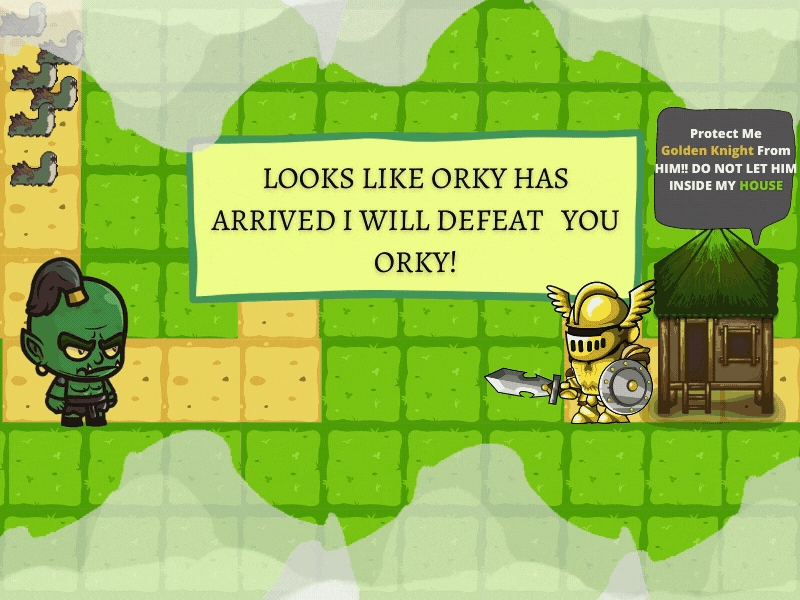 LOOKS LIKE ORKY HAS
ARRIVED I WILL DEFEAT YOU
ORKY!
Protect Me
Golden Knight From
HIM!! DO NOT LET HIM
INSIDE MY HOUSE